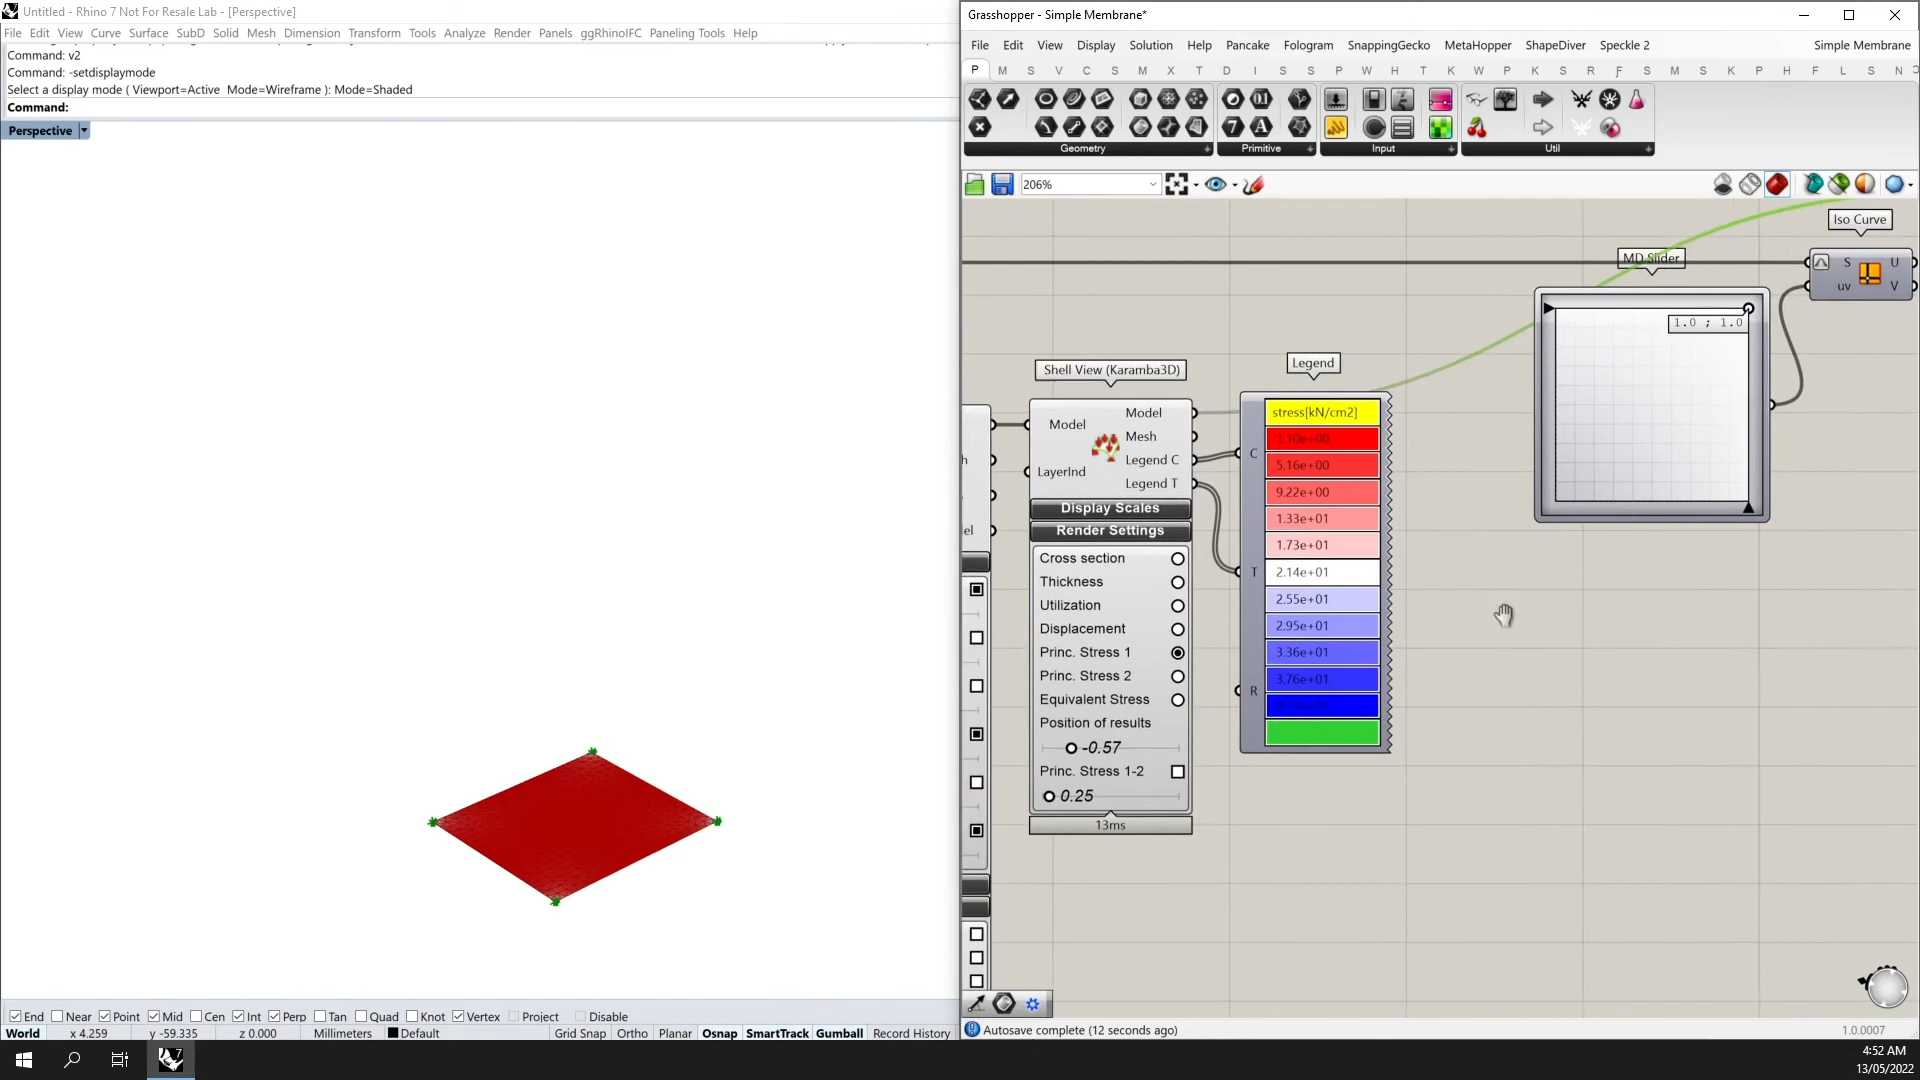 Untitled - Rhino 7 Not For Resale Lab - [Perspective]
File Edit View Curve Surface SubD Solid Mesh Dimension Transform Tools Analyze Render Panels ggRhinoIFC Paneling Tools Help
Command: v2
Command: -setdisplaymode
Select a display mode ( Viewport=Active Mode=Wireframe ): Mode=Shaded
Command:
Perspective
End Near Point Mid Cen Int Perp Tan Quad Knot Vertex Project Disable
World x 4.259 y -59.335 z 0.000 Millimeters Default Grid Snap Ortho Planar Osnap SmartTrack Gumball Record History
Grasshopper - Simple Membrane*
File Edit View Display Solution Help Pancake Fologram SnappingGecko MetaHopper ShapeDiver Speckle 2 Simple Membrane
P M S V C S M X T D I S S P W H T K W P K S R F S M S K P H F L S N
Geometry Primitive Input Util
206%
Iso Curve
S U
uv V
MD Slider
1.0 ; 1.0
Shell View (Karamba3D)
Model
LayerInd
Model
Mesh
Legend C
Legend T
Display Scales
Render Settings
Cross section
Thickness
Utilization
Displacement
Princ. Stress 1
Princ. Stress 2
Equivalent Stress
Position of results
-0.57
Princ. Stress 1-2
0.25
13ms
Legend
C
T
R
stress[kN/cm2]
1.10e+00
5.16e+00
9.22e+00
1.33e+01
1.73e+01
2.14e+01
2.55e+01
2.95e+01
3.36e+01
3.76e+01
Autosave complete (12 seconds ago)
1.0.0007
4:52 AM
13/05/2022